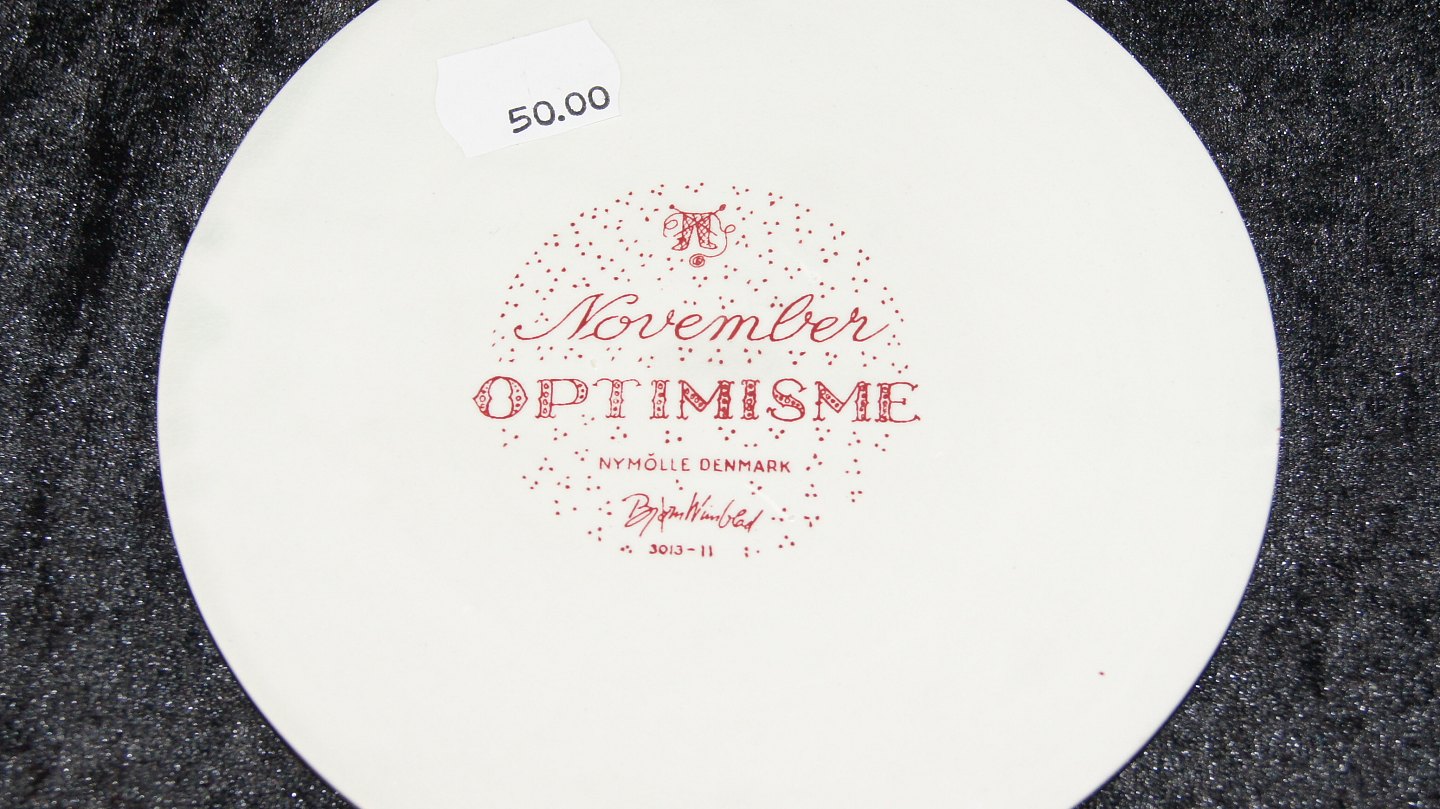 50.00
November
OPTIMISME
NYMÖLLE DENMARK
Bjørn Wiinblad
3013-11